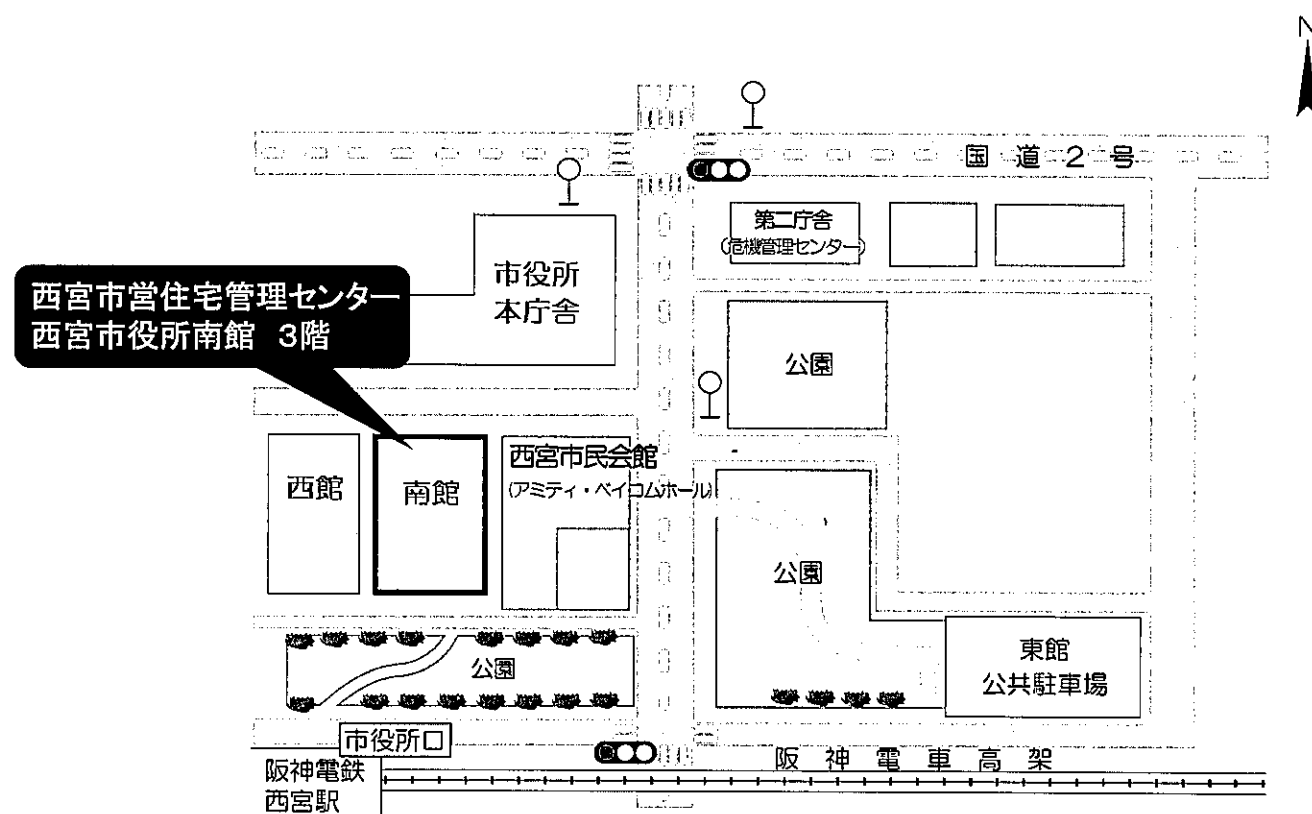 N
国道2号
第二庁舎
(危機管理センター)
市役所
本庁舎
西宮市営住宅管理センター
西宮市役所南館 3階
公園
西館
南館
西宮市民会館
(アミティ・ベイコムホール)
公園
公園
東館
公共駐車場
市役所口
阪神電鉄
西宮駅
阪神電車高架